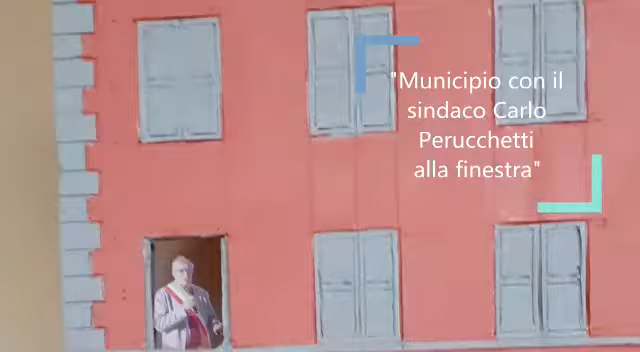 "Municipio con il
sindaco Carlo
Perucchetti
alla finestra"